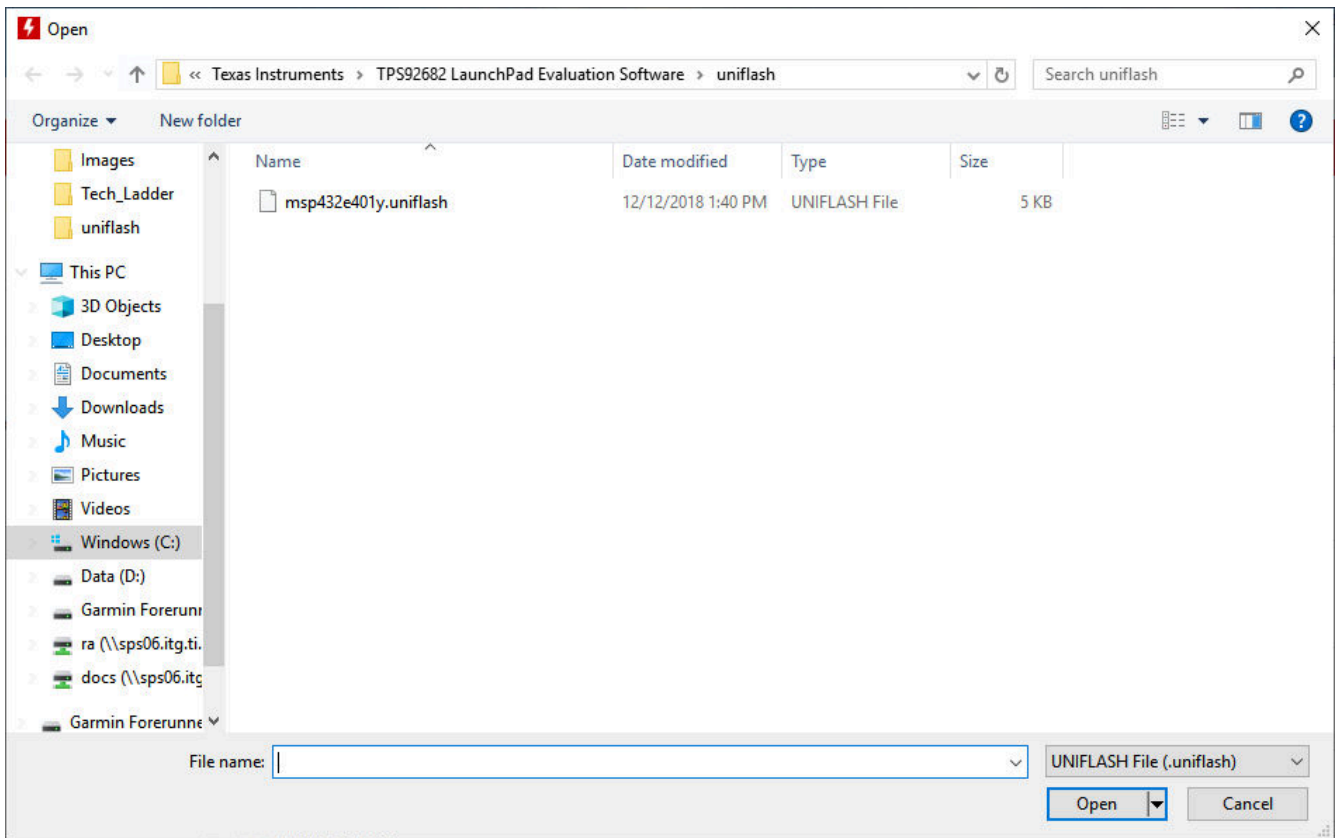 Open
« Texas Instruments > TPS92682 LaunchPad Evaluation Software > uniflash
Search uniflash
Organize
New folder
Name
Date modified
Type
Size
msp432e401y.uniflash
12/12/2018 1:40 PM
UNIFLASH File
5 KB
Images
Tech_Ladder
uniflash
This PC
3D Objects
Desktop
Documents
Downloads
Music
Pictures
Videos
Windows (C:)
Data (D:)
Garmin Forerunr
ra (\\sps06.itg.ti.
docs (\\sps06.itg
Garmin Forerunne
File name:
UNIFLASH File (.uniflash)
Open
Cancel